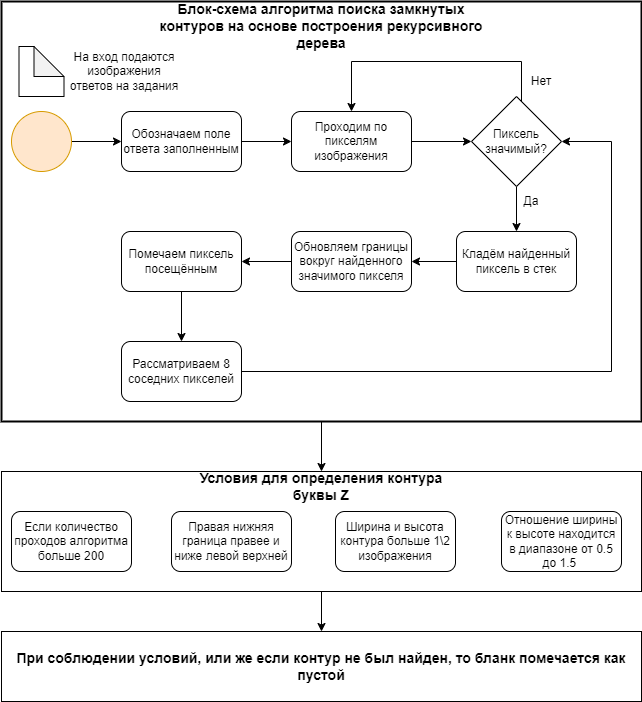 Блок-схема алгоритма поиска замкнутых
контуров на основе построения рекурсивного
дерева
На вход подаются
изображения
ответов на задания
Нет
Обозначаем поле
ответа заполненным
Проходим по
пикселям
изображения
Пиксель
значимый?
Да
Помечаем пиксель
посещённым
Обновляем границы
вокруг найденного
значимого пикселя
Кладём найденный
пиксель в стек
Рассматриваем 8
соседних пикселей
Условия для определения контура
буквы Z
Если количество
проходов алгоритма
больше 200
Правая нижняя
граница правее и
ниже левой верхней
Ширина и высота
контура больше 1\2
изображения
Отношение ширины
к высоте находится
в диапазоне от 0.5
до 1.5
При соблюдении условий, или же если контур не был найден, то бланк помечается как
пустой